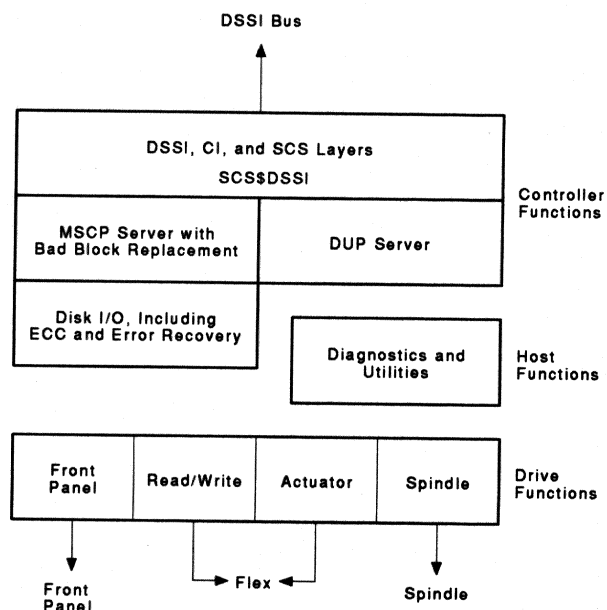 DSSI Bus
DSSI, CI, and SCS Layers
SCS$DSSI
Controller
Functions
MSCP Server with
Bad Block Replacement
DUP Server
Disk I/O, Including
ECC and Error Recovery
Diagnostics and
Utilities
Host
Functions
Front
Panel
Read/Write
Actuator
Spindle
Drive
Functions
Front
Panel
Flex
Spindle